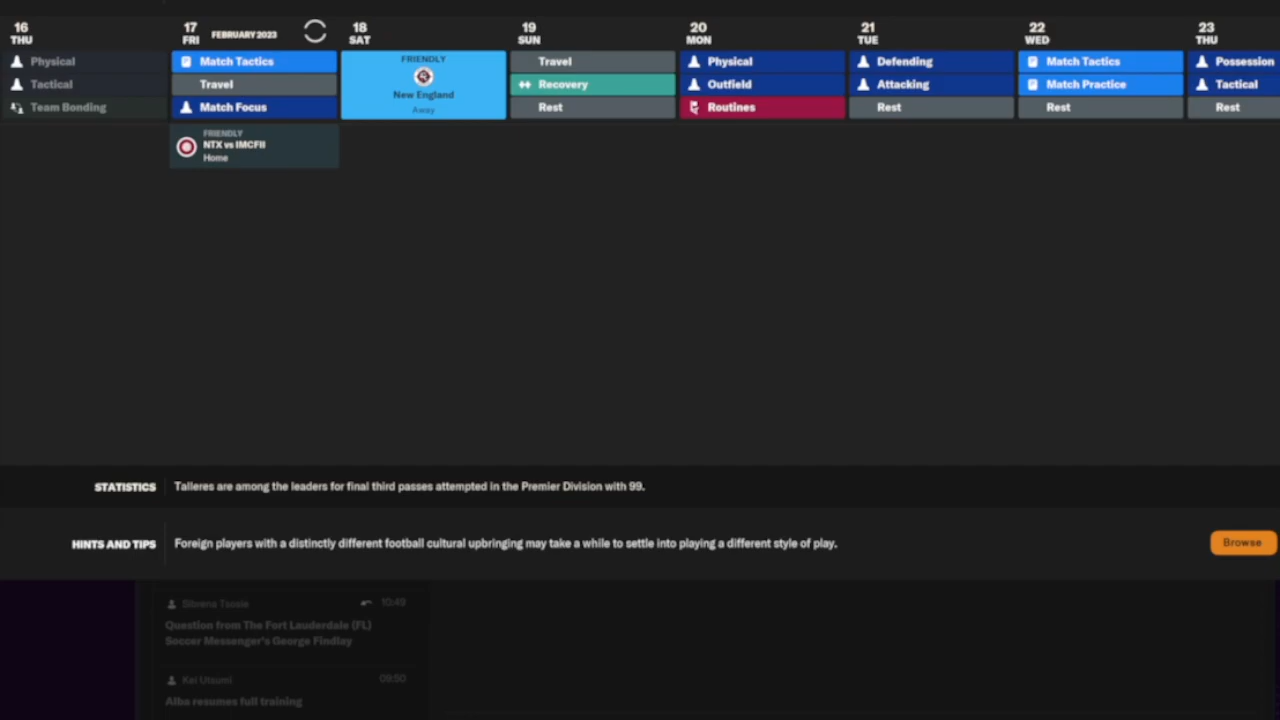 16
THU
17
FRI
FEBRUARY 2023
18
SAT
19
SUN
20
MON
21
TUE
22
WED
23
THU
Physical
Match Tactics
FRIENDLY
Travel
Physical
Defending
Match Tactics
Possession
Tactical
Travel
New England
Recovery
Outfield
Attacking
Match Practice
Tactical
Team Bonding
Match Focus
Away
Rest
Routines
Rest
Rest
Rest
FRIENDLY
NTX vs IMCFII
Home
STATISTICS
Talleres are among the leaders for final third passes attempted in the Premier Division with 99.
HINTS AND TIPS
Foreign players with a distinctly different football cultural upbringing may take a while to settle into playing a different style of play.
Browse
Tsosie
10:49
Question from The Fort Lauderdale (FL)
Soccer Messenger's George Findlay
Kai Utsumi
09:50
Alba resumes full training